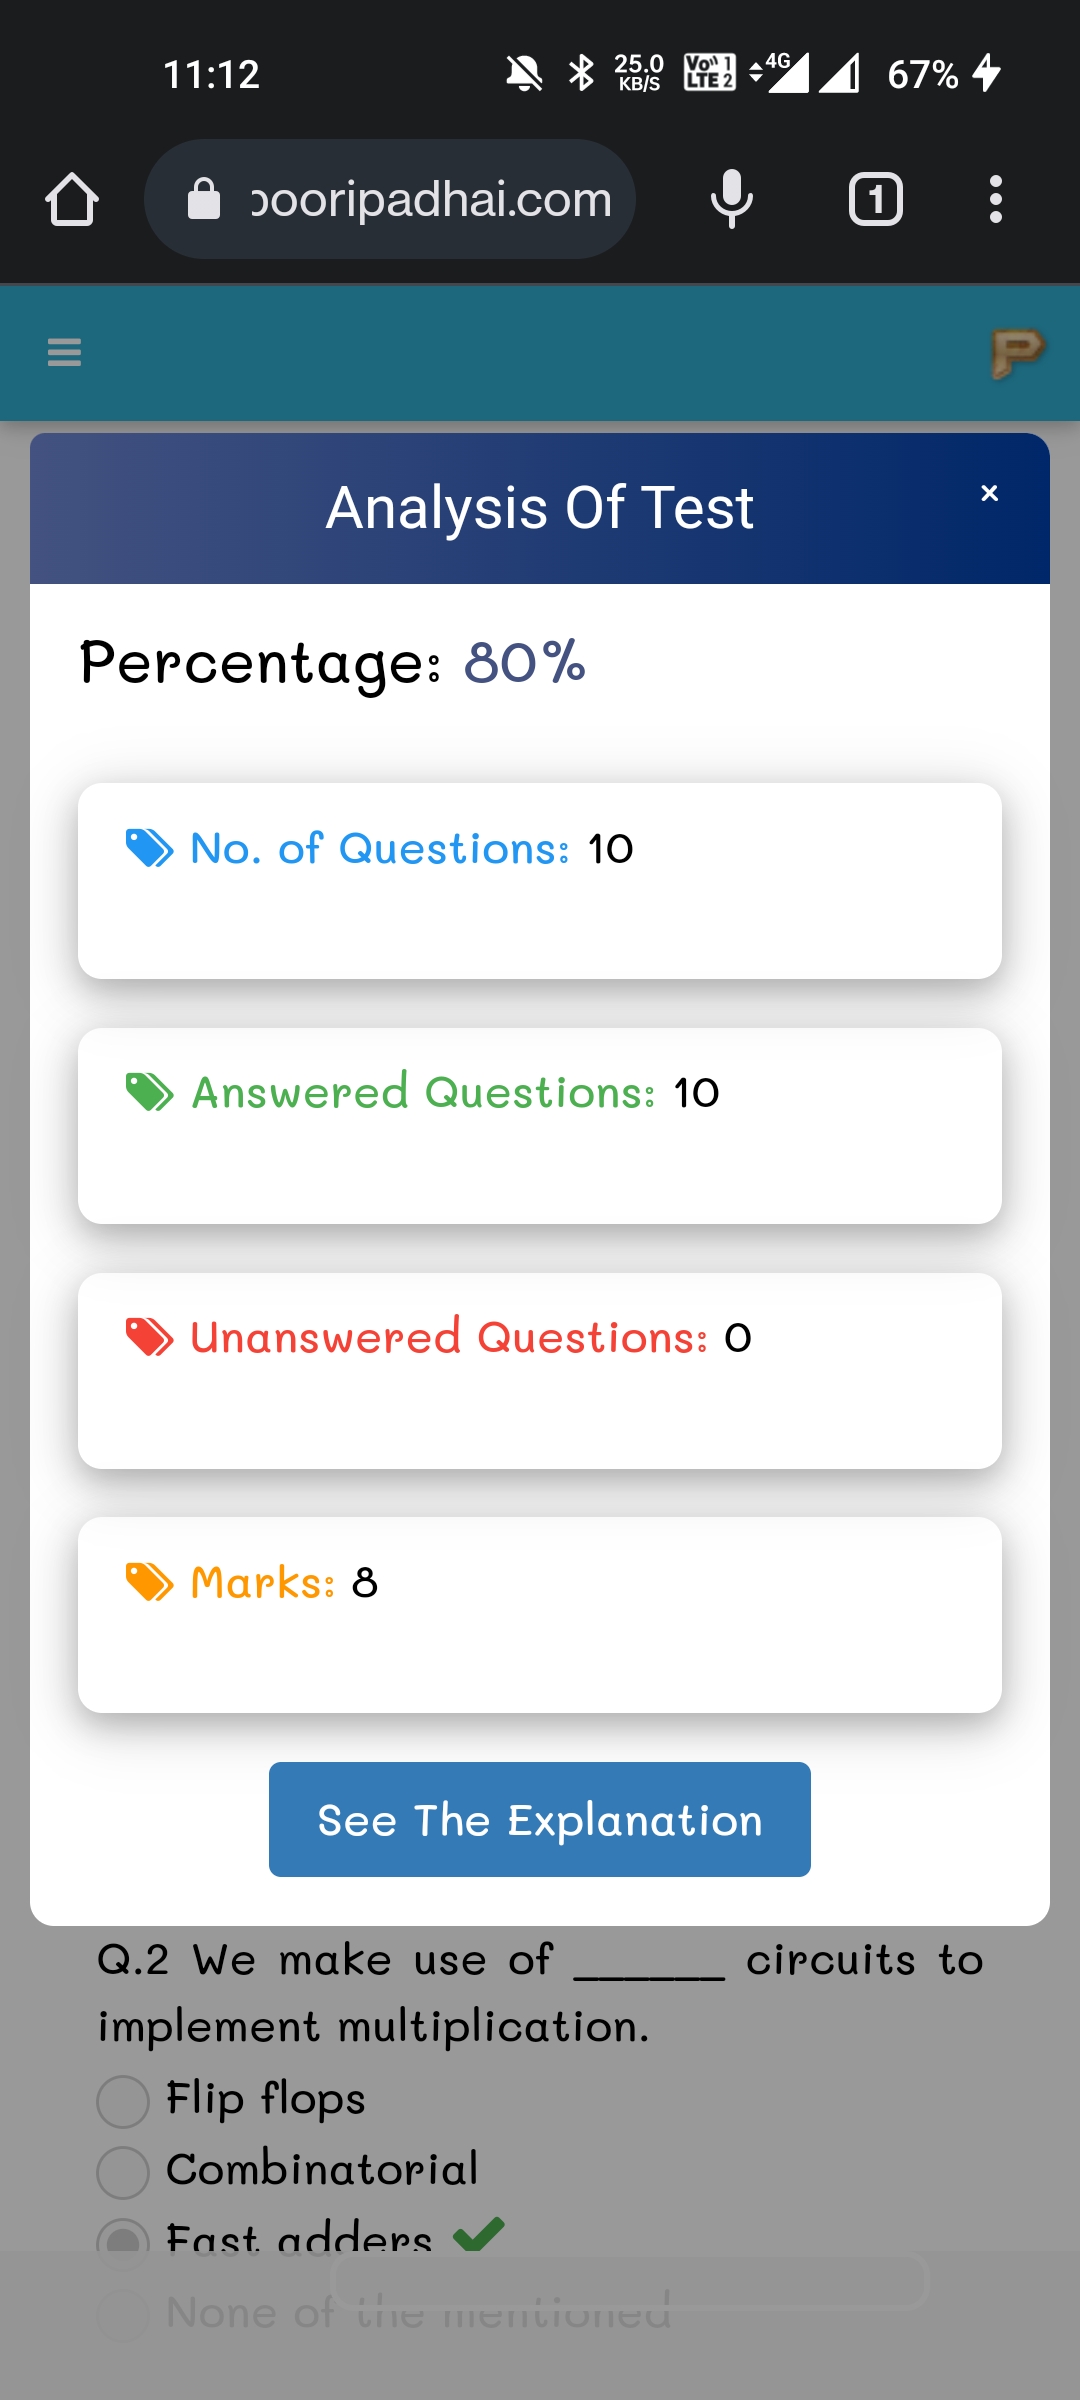 11:12
25.0
KB/S
Vo)) 1
LTE 2
4G
67%
ooripadhai.com
1
P
Analysis Of Test
×
Percentage: 80%
No. of Questions: 10
Answered Questions: 10
Unanswered Questions: 0
Marks: 8
See The Explanation
Q.2 We make use of ______ circuits to
implement multiplication.
Flip flops
Combinatorial
Fast adders
None of the mentioned